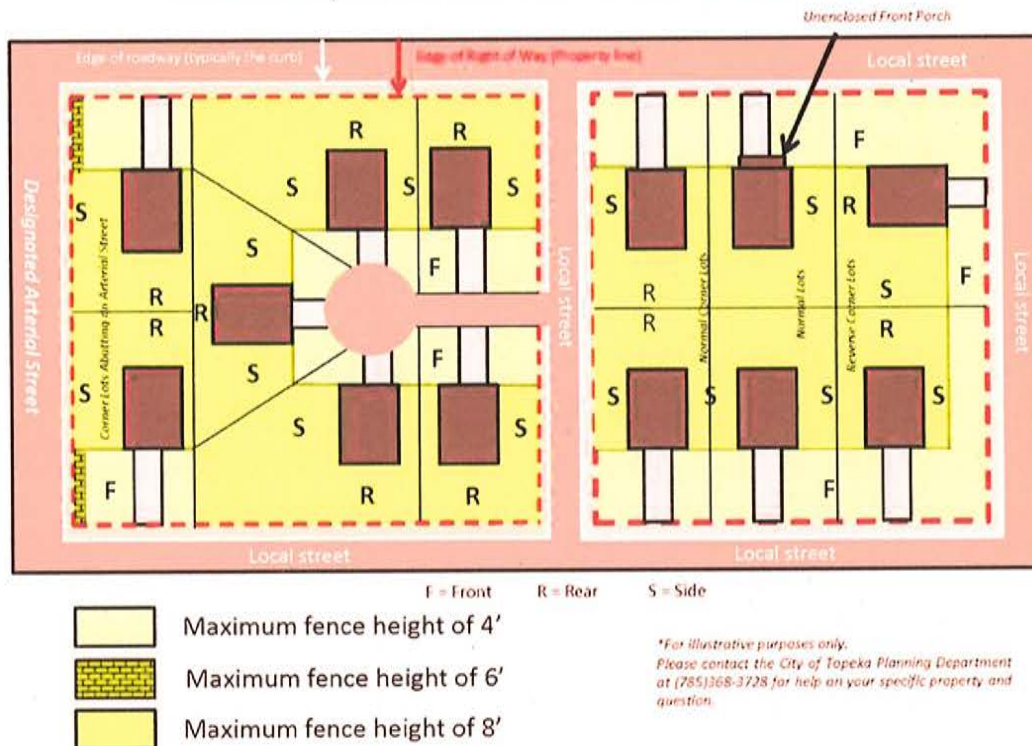 Unenclosed Front Porch
Edge of roadway (typically the curb)
Edge of Right of Way (Property line)
Local street
Designated Arterial Street
Corner Lots Abutting an Arterial Street
S
R
R
S
F
R
S
S
R
S
S
S
R
S
F
F
S
S
R
R
Local street
S
R
R
S
Normal Corner Lots
S
S
Normal Lots
S
Reverse Corner Lots
F
R
S
R
S
F
F
Local street
Local street
Local street
F = Front R = Rear S = Side
Maximum fence height of 4'
Maximum fence height of 6'
Maximum fence height of 8'
*For illustrative purposes only.
Please contact the City of Topeka Planning Department
at (785)368-3728 for help on your specific property and
question.